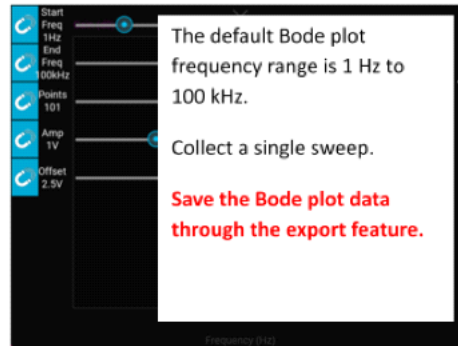 Start
Freq
1Hz
End
Freq
100kHz
Points
101
Amp
1V
Offset
2.5V
The default Bode plot
frequency range is 1 Hz to
100 kHz.
Collect a single sweep.
Save the Bode plot data
through the export feature.
Frequency (Hz)